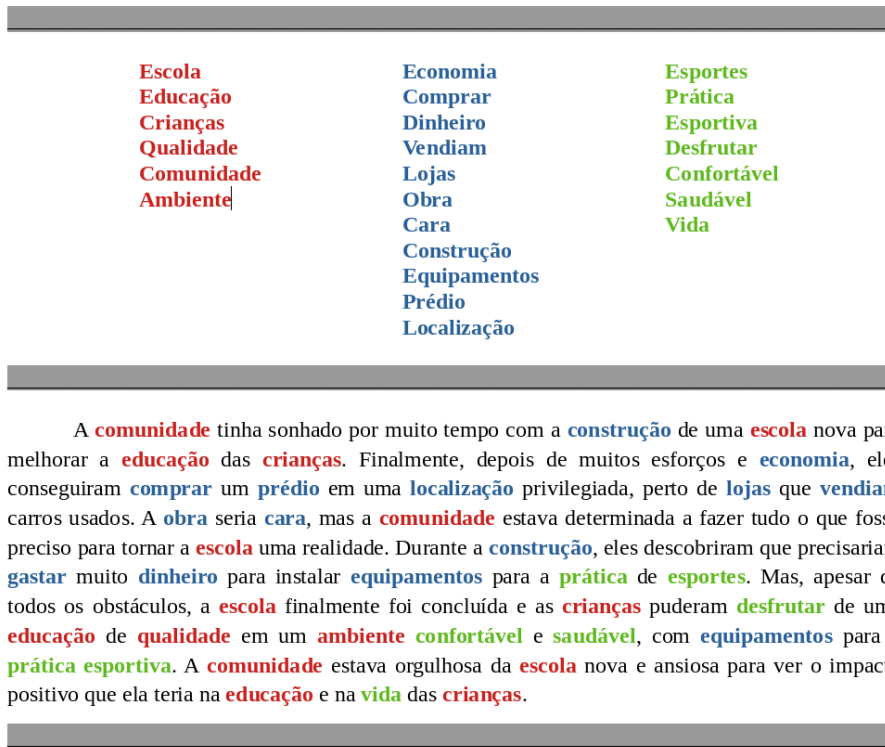 Escola
Educação
Crianças
Qualidade
Comunidade
Ambiente
Economia
Comprar
Dinheiro
Vendiam
Lojas
Obra
Cara
Construção
Equipamentos
Prédio
Localização
Esportes
Prática
Esportiva
Desfrutar
Confortável
Saudável
Vida
A comunidade tinha sonhado por muito tempo com a construção de uma escola nova
melhorar a educação das crianças. Finalmente, depois de muitos esforços e economia,
conseguiram comprar um prédio em uma localização privilegiada, perto de lojas que
carros usados. A obra seria cara, mas a comunidade estava determinada a fazer tudo o que
preciso para tornar a escola uma realidade. Durante a construção, eles descobriram que
gastar muito dinheiro para instalar equipamentos para a prática de esportes. Mas, apesar
todos os obstáculos, a escola finalmente foi concluída e as crianças puderam desfrutar de
educação de qualidade em um ambiente confortável e saudável, com equipamentos para
prática esportiva. A comunidade estava orgulhosa da escola nova e ansiosa para ver o
positivo que ela teria na educação e na vida das crianças.